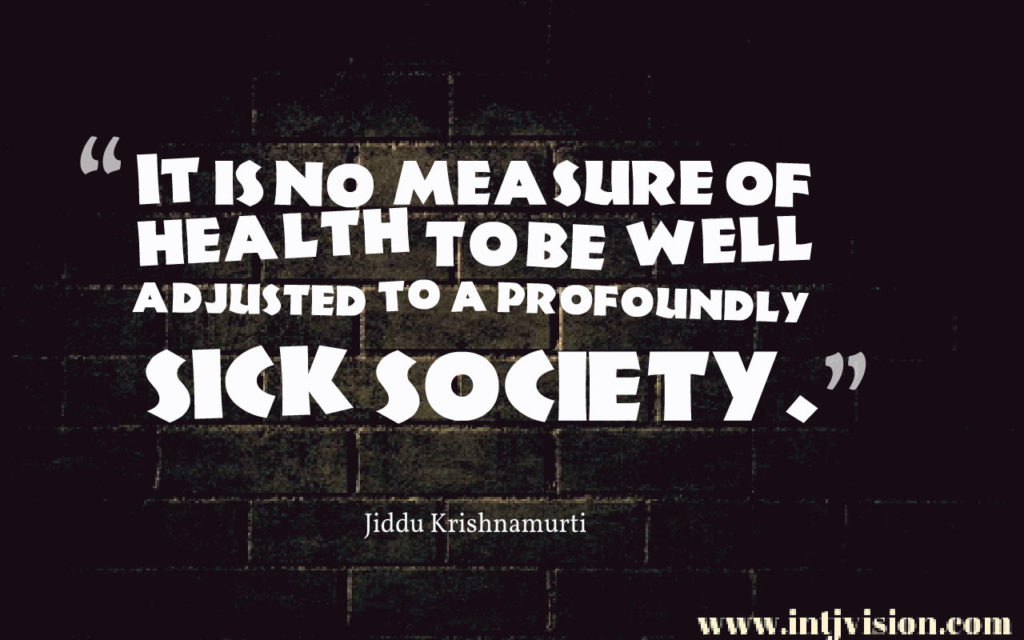 “It is no measure of
health to be well
adjusted to a profoundly
sick society.”
Jiddu Krishnamurti
www.intjvision.com